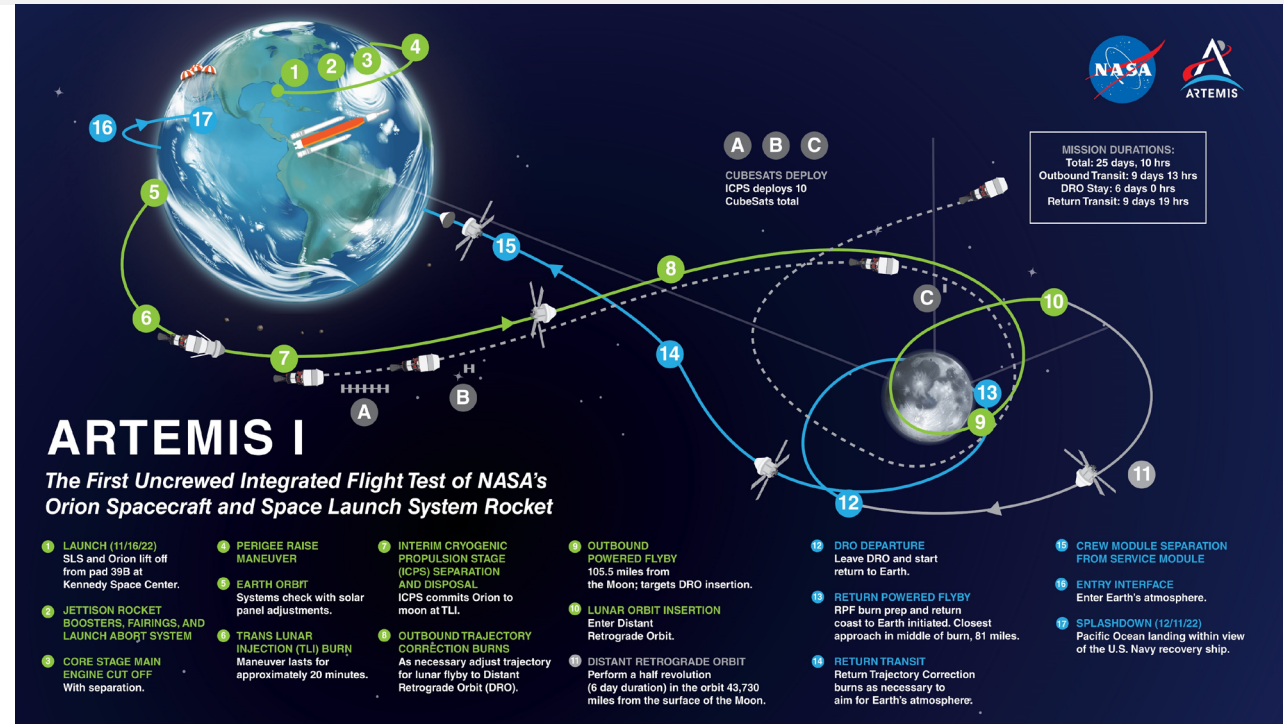 1
2
3
4
NASA
ARTEMIS
16
17
A B C
CUBESATS DEPLOY
ICPS deploys 10
CubeSats total
MISSION DURATIONS:
Total: 25 days, 10 hrs
Outbound Transit: 9 days 13 hrs
DRO Stay: 6 days 0 hrs
Return Transit: 9 days 19 hrs
5
15
8
C
10
6
7
14
A
B
13
9
11
12
ARTEMIS I
The First Uncrewed Integrated Flight Test of NASA's
Orion Spacecraft and Space Launch System Rocket
1 LAUNCH (11/16/22)
SLS and Orion lift off
from pad 39B at
Kennedy Space Center.
2 JETTISON ROCKET
BOOSTERS, FAIRINGS, AND
LAUNCH ABORT SYSTEM
3 CORE STAGE MAIN
ENGINE CUT OFF
With separation.
4 PERIGEE RAISE
MANEUVER
5 EARTH ORBIT
Systems check with solar
panel adjustments.
6 TRANS LUNAR
INJECTION (TLI) BURN
Maneuver lasts for
approximately 20 minutes.
7 INTERIM CRYOGENIC
PROPULSION STAGE
(ICPS) SEPARATION
AND DISPOSAL
ICPS commits Orion to
moon at TLI.
8 OUTBOUND TRAJECTORY
CORRECTION BURNS
As necessary adjust trajectory
for lunar flyby to Distant
Retrograde Orbit (DRO).
9 OUTBOUND
POWERED FLYBY
105.5 miles from
the Moon; targets DRO insertion.
10 LUNAR ORBIT INSERTION
Enter Distant
Retrograde Orbit.
11 DISTANT RETROGRADE ORBIT
Perform a half revolution
(6 day duration) in the orbit 43,730
miles from the surface of the Moon.
12 DRO DEPARTURE
Leave DRO and start
return to Earth.
13 RETURN POWERED FLYBY
RPF burn prep and return
coast to Earth initiated. Closest
approach in middle of burn, 81 miles.
14 RETURN TRANSIT
Return Trajectory Correction
burns as necessary to
aim for Earth's atmosphere.
15 CREW MODULE SEPARATION
FROM SERVICE MODULE
16 ENTRY INTERFACE
Enter Earth's atmosphere.
17 SPLASHDOWN (12/11/22)
Pacific Ocean landing within view
of the U.S. Navy recovery ship.